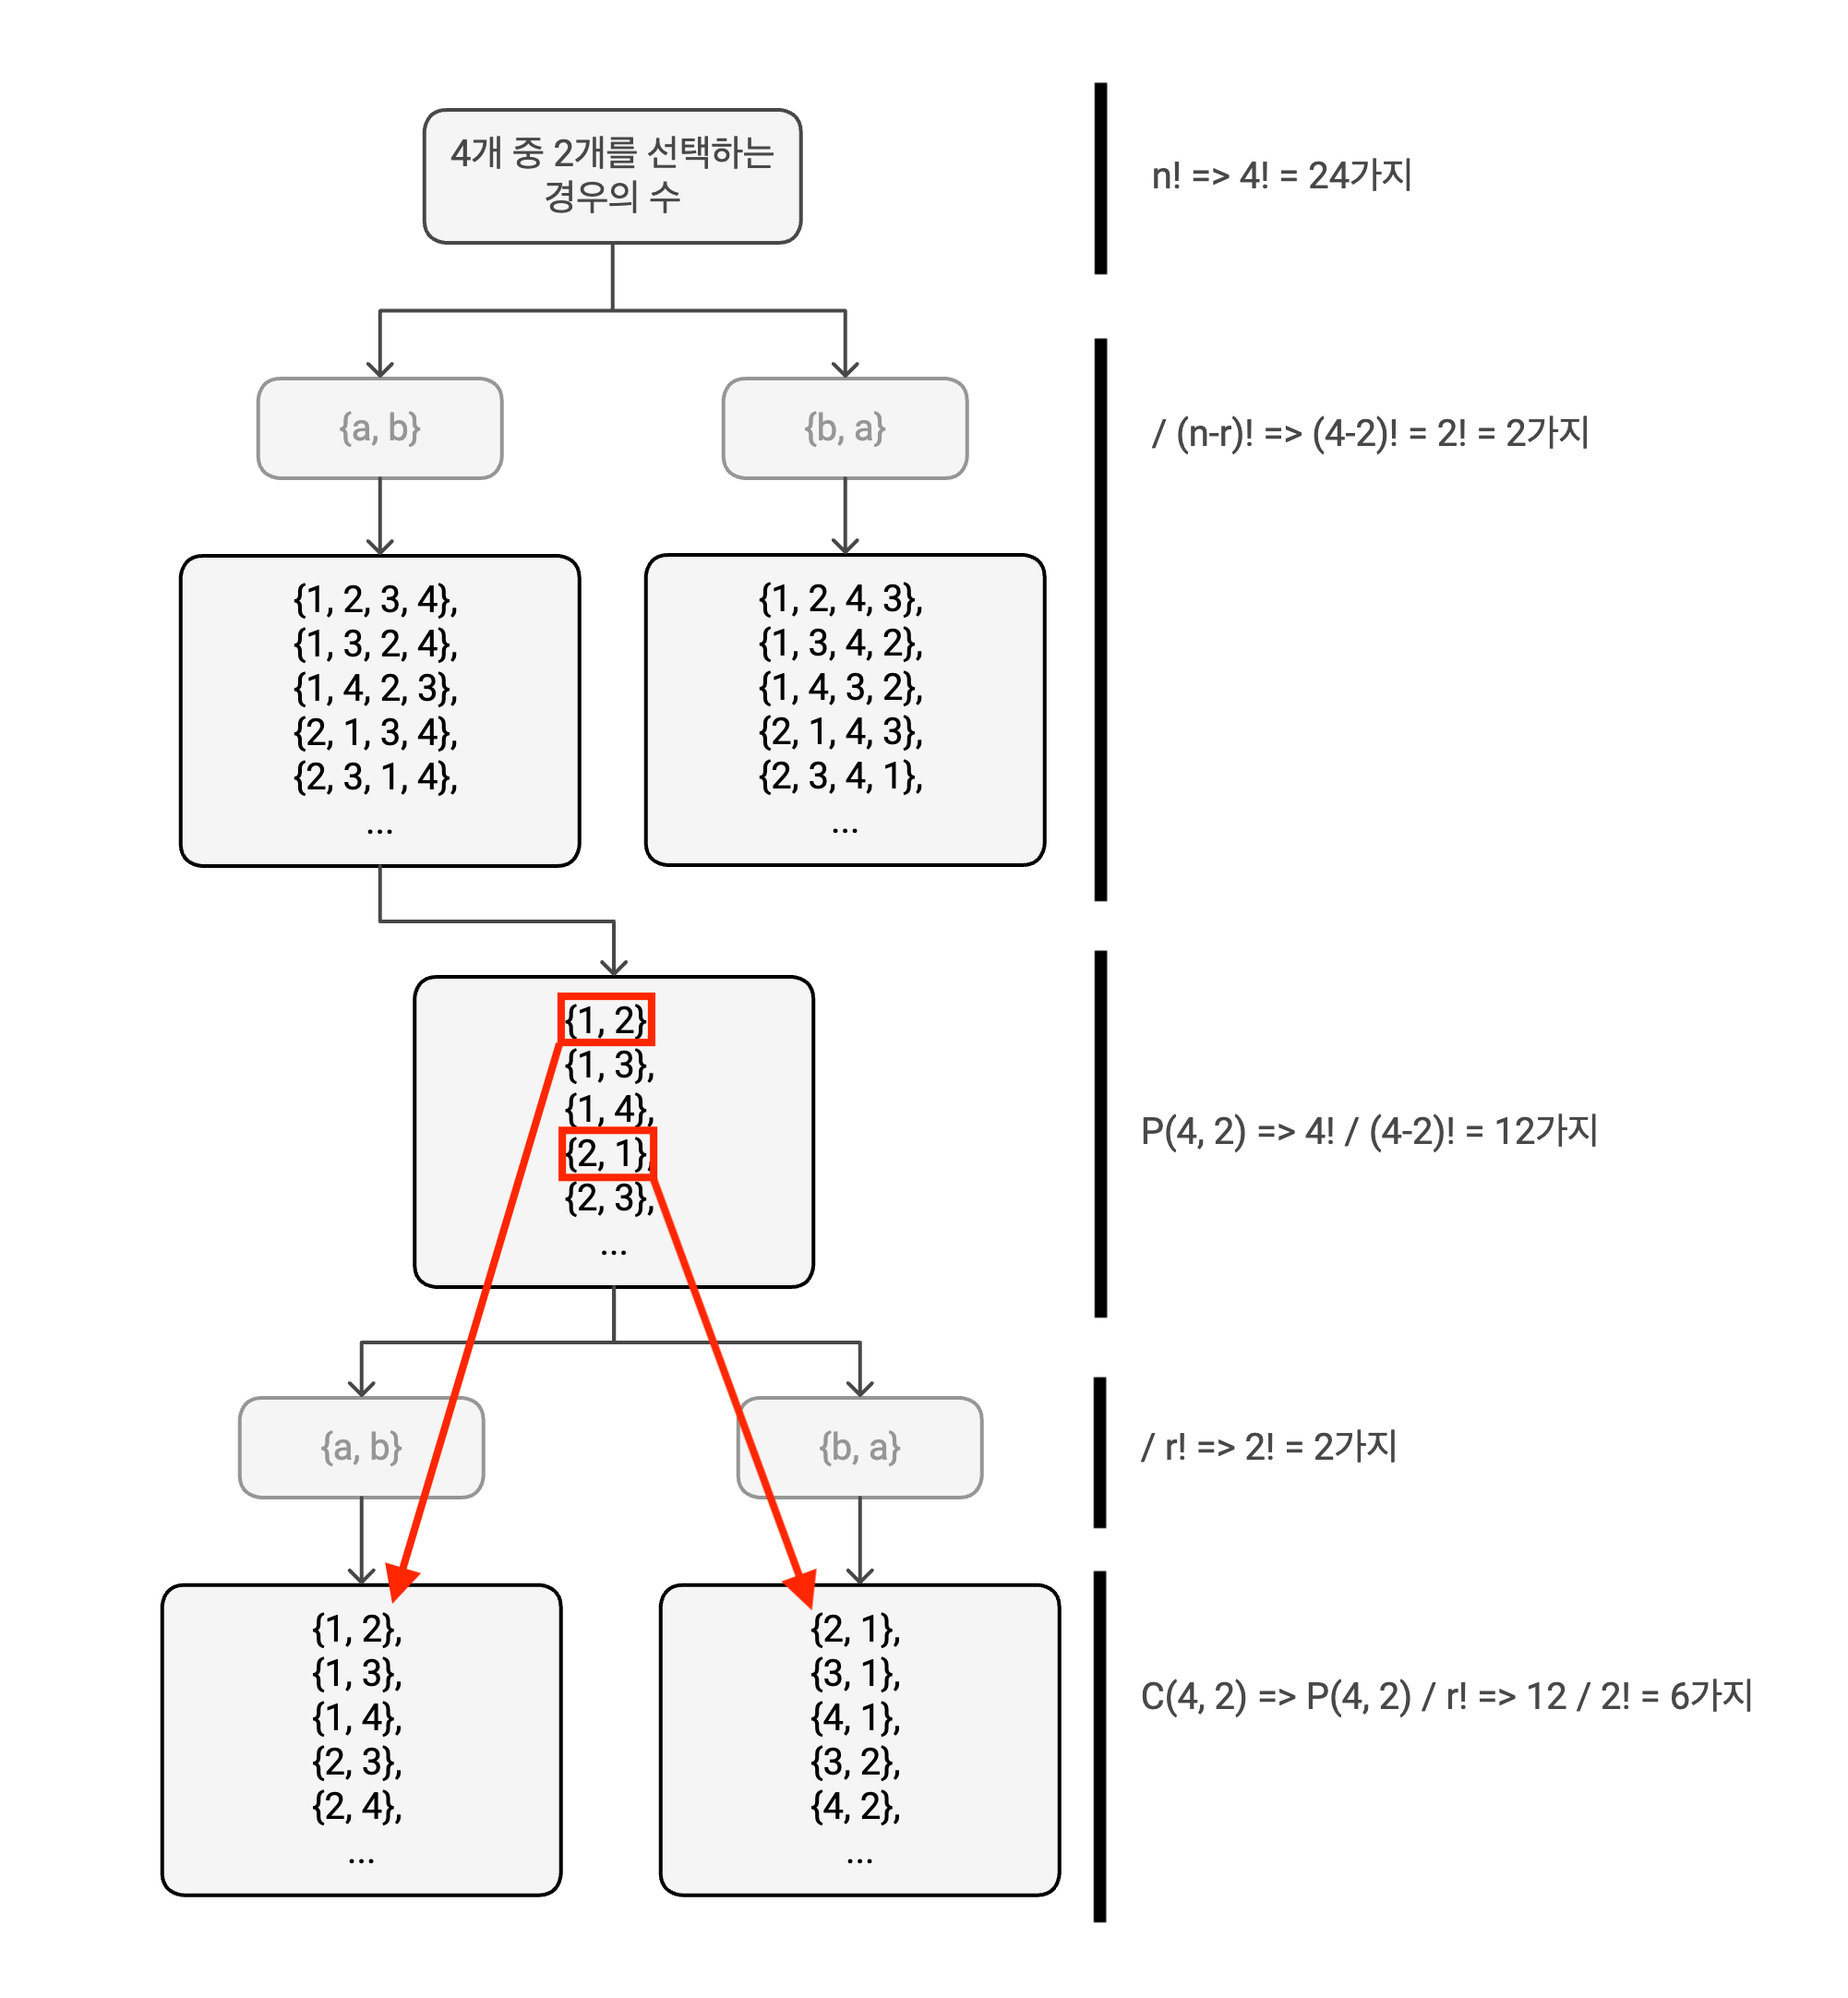 4개 중 2개를 선택하는
경우의 수
n! => 4! = 24가지
{a, b}
{b, a}
/ (n-r)! => (4-2)! = 2! = 2가지
{1, 2, 3, 4},
{1, 3, 2, 4},
{1, 4, 2, 3},
{2, 1, 3, 4},
{2, 3, 1, 4},
...
{1, 2, 4, 3},
{1, 3, 4, 2},
{1, 4, 3, 2},
{2, 1, 4, 3},
{2, 3, 4, 1},
...
{1, 2}
{1, 3},
{1, 4},
{2, 1},
{2, 3},
...
P(4, 2) => 4! / (4-2)! = 12가지
{a, b}
{b, a}
/ r! => 2! = 2가지
{1, 2},
{1, 3},
{1, 4},
{2, 3},
{2, 4},
...
{2, 1},
{3, 1},
{4, 1},
{3, 2},
{4, 2},
...
C(4, 2) => P(4, 2) / r! => 12 / 2! = 6가지